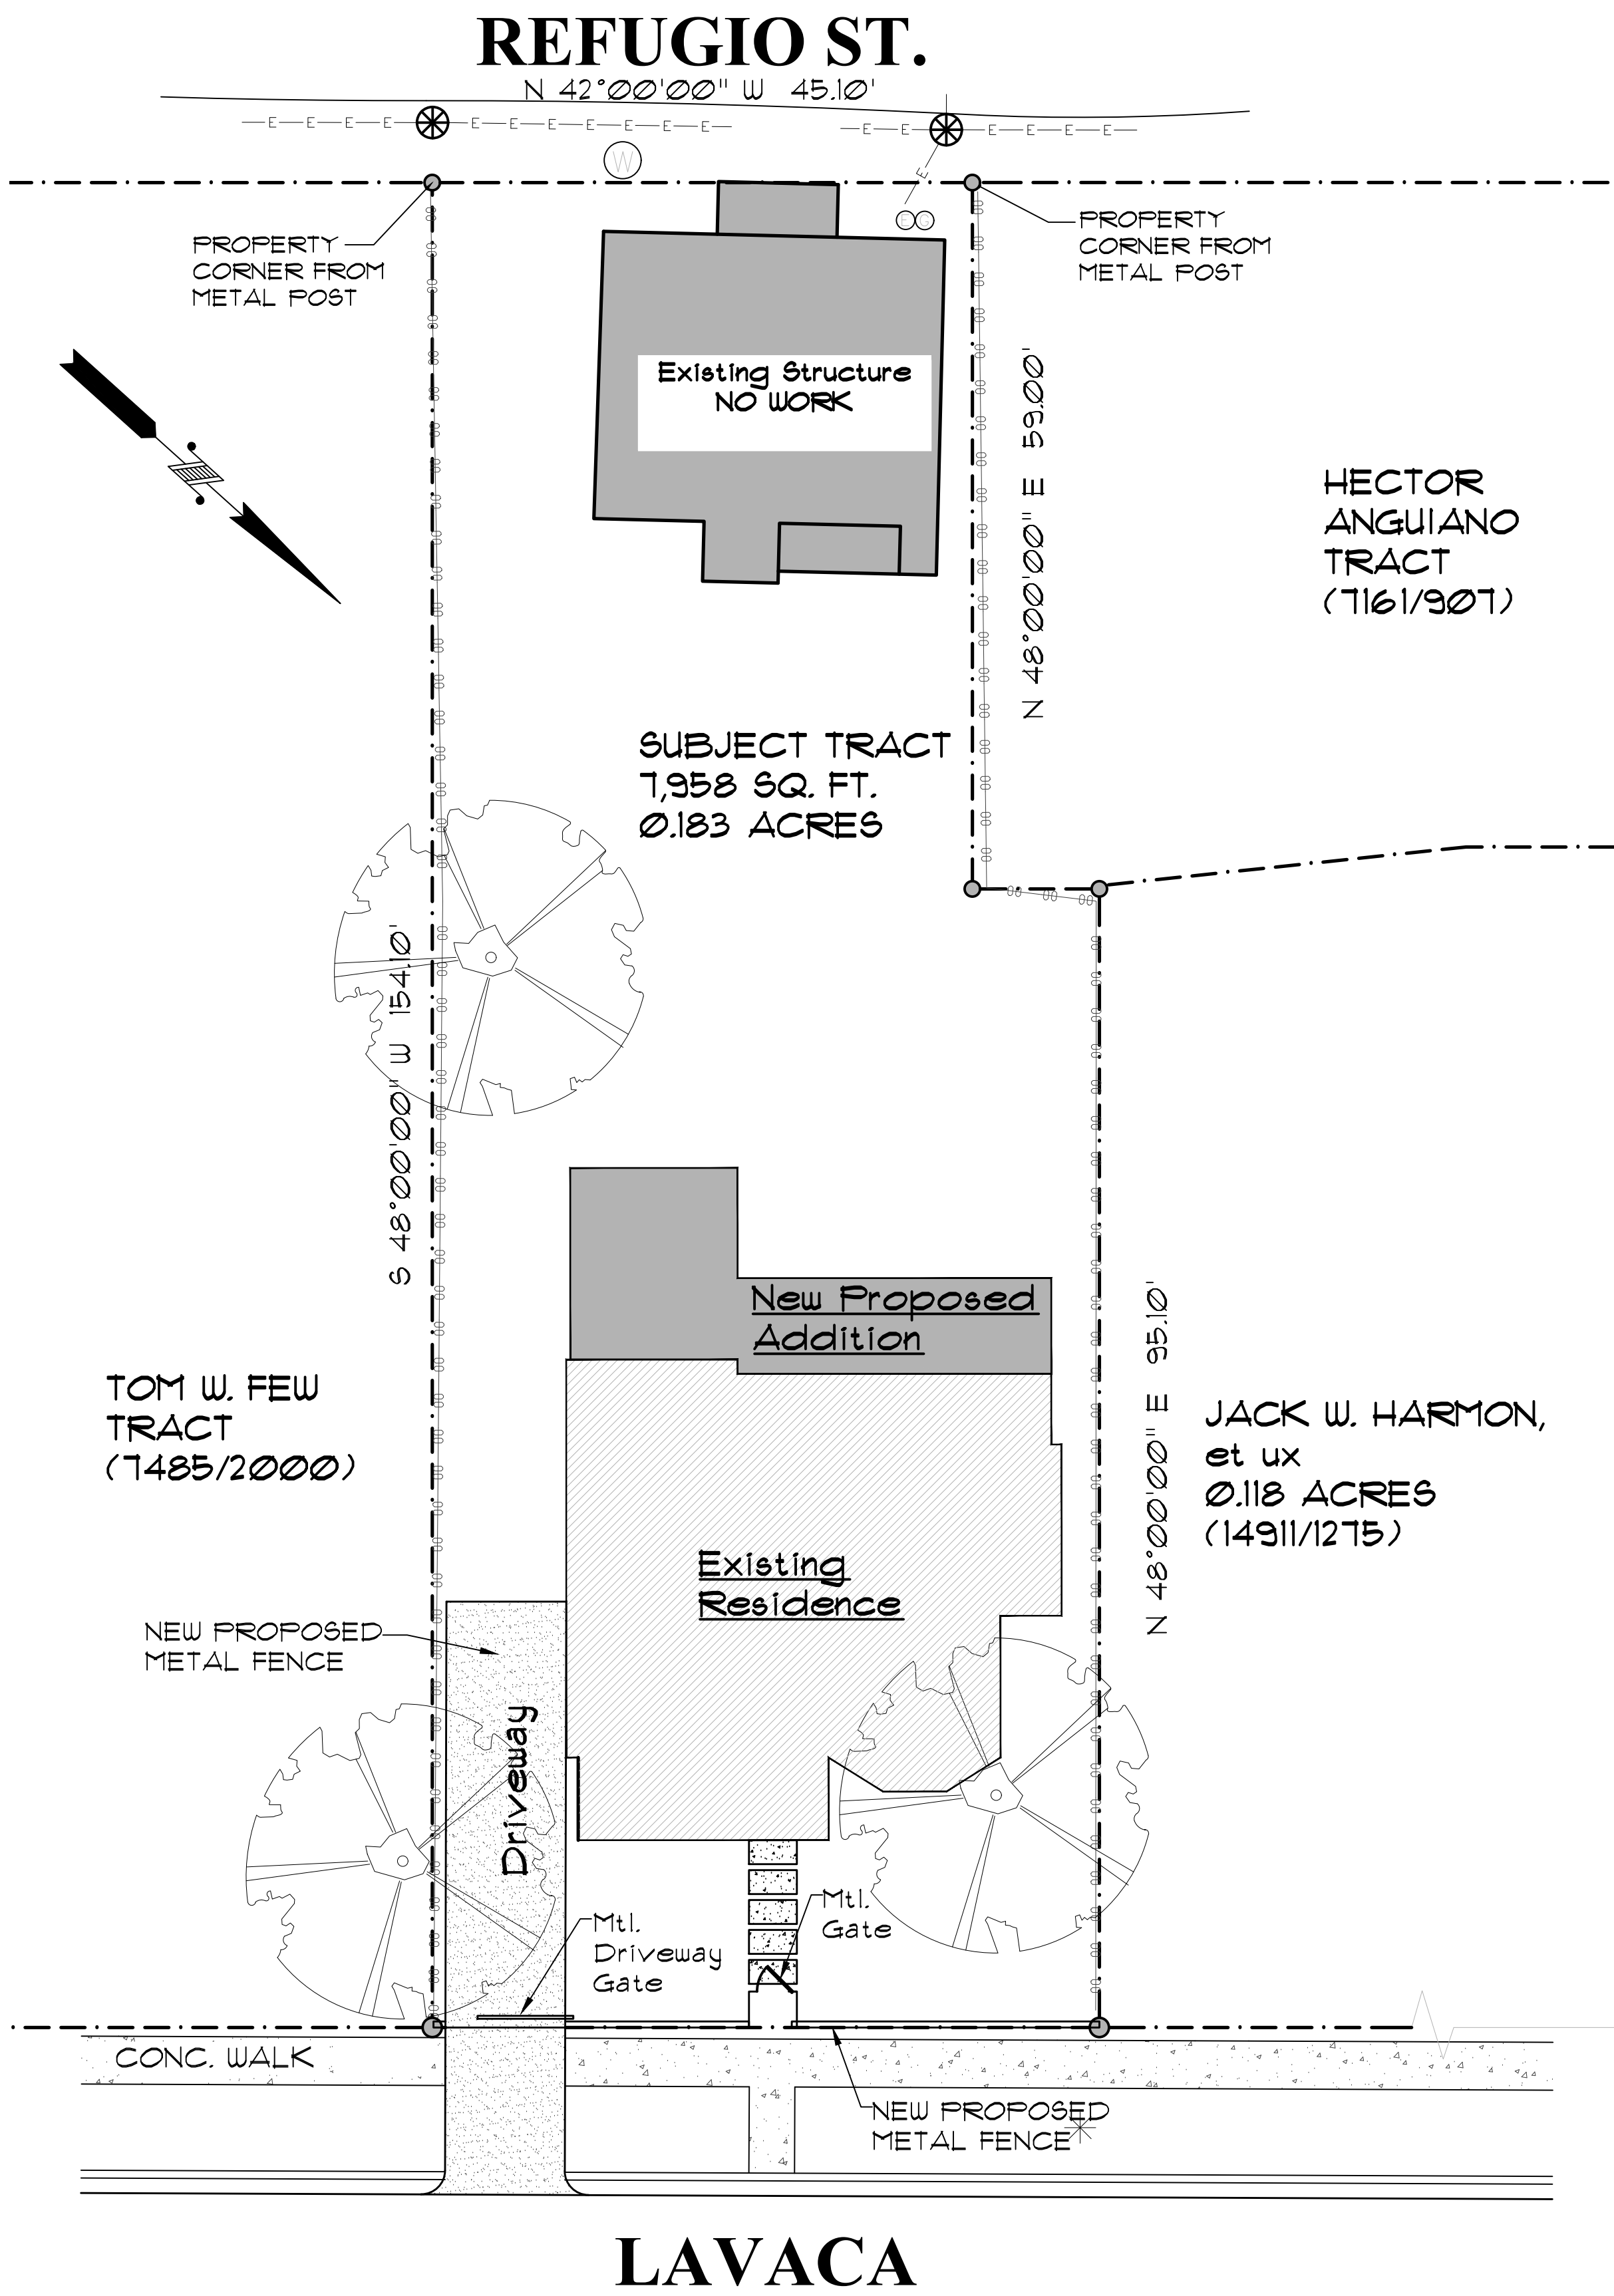 REFUGIO ST.
N 42°00'00" W 45.10'
E E E E E E E E E E E
E E E E E E
W
E
E G
PROPERTY
CORNER FROM
METAL POST
PROPERTY
CORNER FROM
METAL POST
Existing Structure
NO WORK
N 48°00'00" E 59.00'
HECTOR
ANGUIANO
TRACT
(7161/907)
SUBJECT TRACT
7,958 SQ. FT.
0.183 ACRES
S 48°00'00" W 154.10'
New Proposed
Addition
N 48°00'00" E 95.10'
TOM W. FEW
TRACT
(7485/2000)
JACK W. HARMON,
et ux
0.118 ACRES
(14911/1275)
Existing
Residence
NEW PROPOSED
METAL FENCE
Driveway
Mtl.
Gate
Mtl.
Driveway
Gate
CONC. WALK
NEW PROPOSED
METAL FENCE
LAVACA